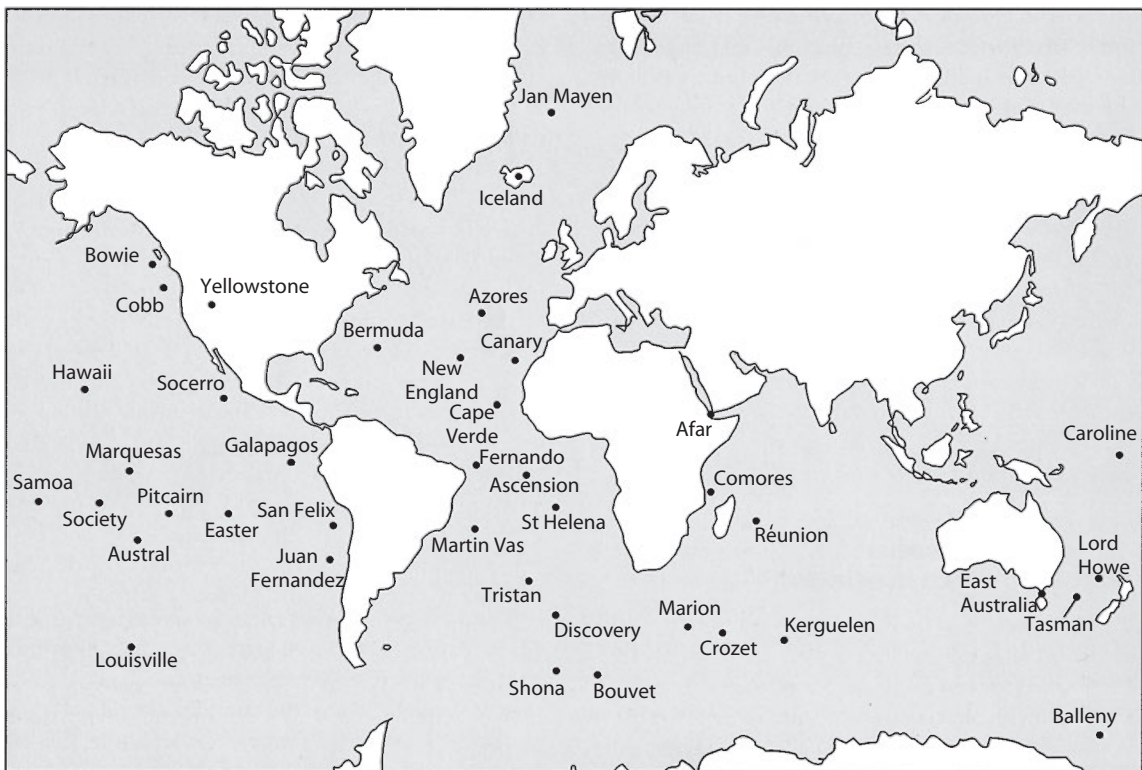 Jan Mayen
Iceland
Bowie
Cobb
Yellowstone
Azores
Bermuda
Canary
New
England
Hawaii
Socerro
Cape
Verde
Afar
Galapagos
Fernando
Caroline
Marquesas
Ascension
Comores
Samoa
Pitcairn
San Felix
St Helena
Society
Easter
Martin Vas
Réunion
Austral
Juan
Fernandez
Lord
Howe
Tristan
East
Australia
Tasman
Marion
Discovery
Kerguelen
Crozet
Louisville
Shona
Bouvet
Balleny